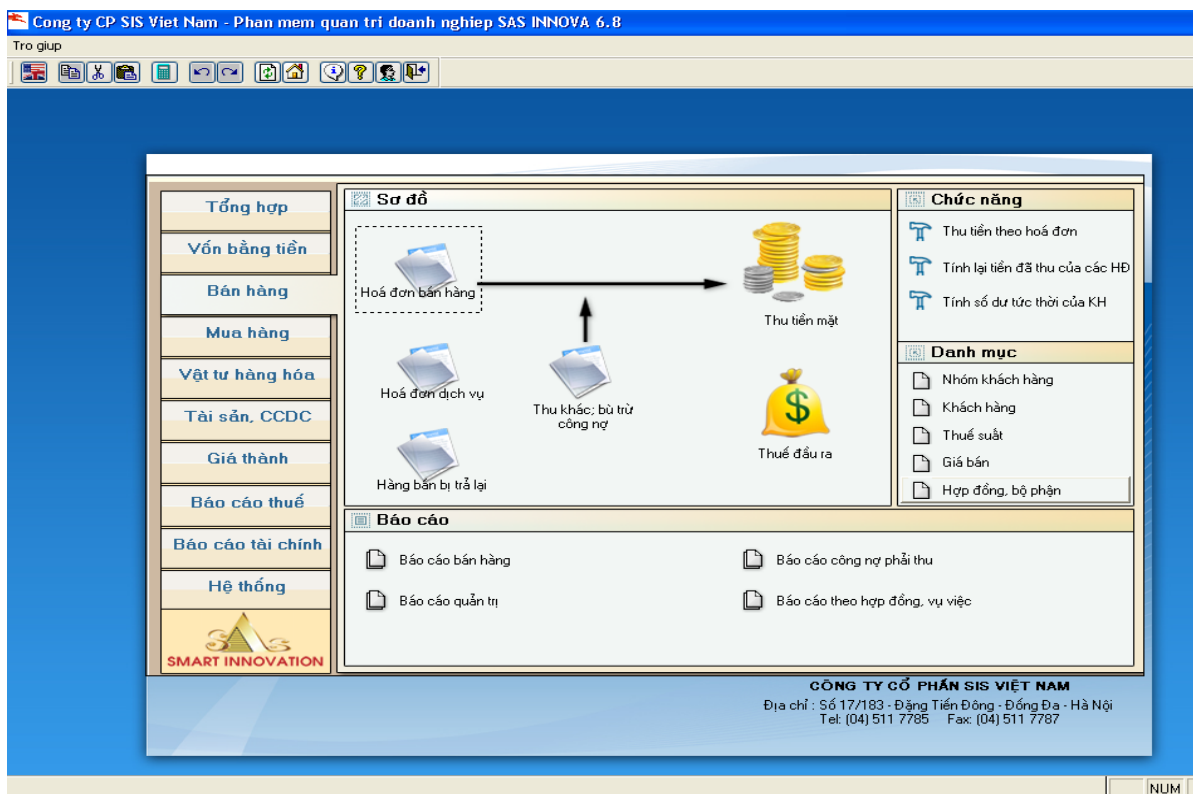 Cong ty CP SIS Viet Nam - Phan mem quan tri doanh nghiep SAS INNOVA 6.8
Tro giup
Tổng hợp
Vốn bằng tiền
Bán hàng
Mua hàng
Vật tư hàng hóa
Tài sản, CCDC
Giá thành
Báo cáo thuế
Báo cáo tài chính
Hệ thống
SAS
SMART INNOVATION
Sơ đồ
Hoá đơn bán hàng
Thu tiền mặt
Hoá đơn dịch vụ
Thu khác; bù trừ
công nợ
Thuế đầu ra
Hàng bán bị trả lại
Chức năng
Thu tiền theo hoá đơn
Tính lại tiền đã thu của các HĐ
Tính số dư tức thời của KH
Danh mục
Nhóm khách hàng
Khách hàng
Thuế suất
Giá bán
Hợp đồng, bộ phận
Báo cáo
Báo cáo bán hàng
Báo cáo công nợ phải thu
Báo cáo quản trị
Báo cáo theo hợp đồng, vụ việc
CÔNG TY CỔ PHẦN SIS VIỆT NAM
Địa chỉ : Số 17/183 - Đặng Tiến Đông - Đống Đa - Hà Nội
Tel: (04) 511 7785 Fax: (04) 511 7787
NUM